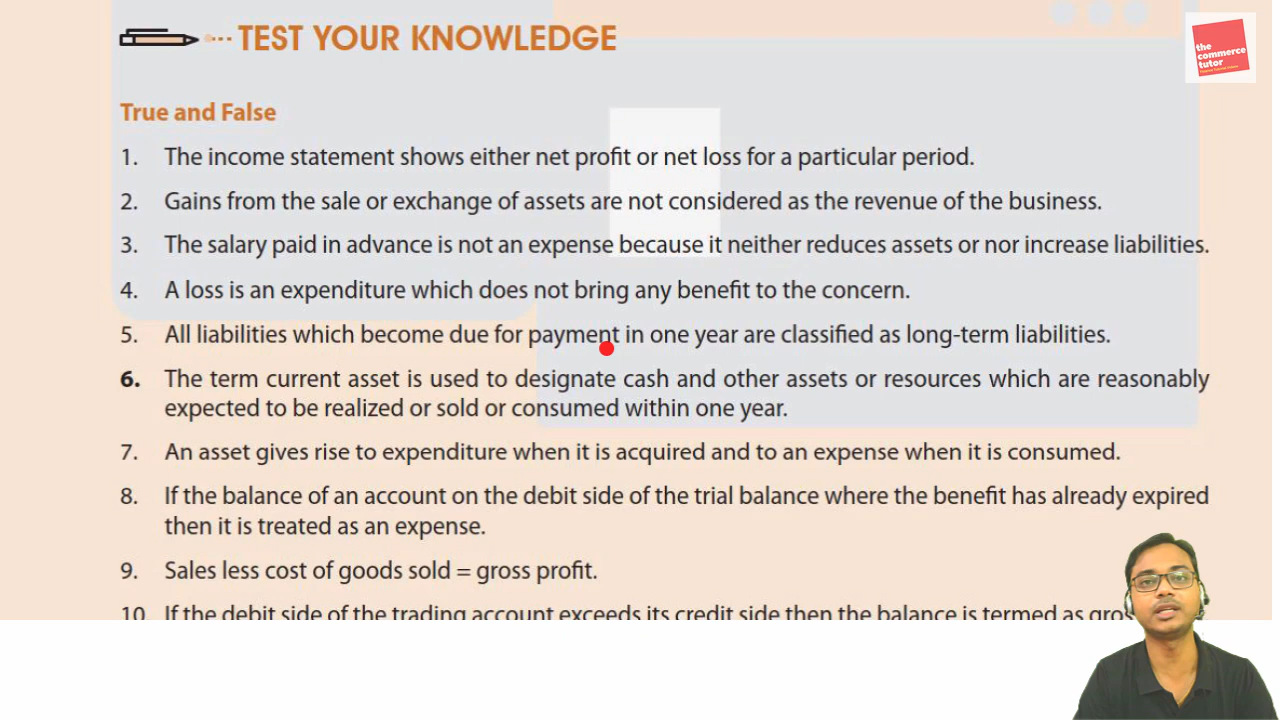 TEST YOUR KNOWLEDGE
the
commerce
tutor
True and False
1. The income statement shows either net profit or net loss for a particular period.
2. Gains from the sale or exchange of assets are not considered as the revenue of the business.
3. The salary paid in advance is not an expense because it neither reduces assets or nor increase liabilities.
4. A loss is an expenditure which does not bring any benefit to the concern.
5. All liabilities which become due for payment in one year are classified as long-term liabilities.
6. The term current asset is used to designate cash and other assets or resources which are reasonably
expected to be realized or sold or consumed within one year.
7. An asset gives rise to expenditure when it is acquired and to an expense when it is consumed.
8. If the balance of an account on the debit side of the trial balance where the benefit has already expired
then it is treated as an expense.
9. Sales less cost of goods sold = gross profit.
10 If the debit side of the trading account exceeds its credit side then the balance is termed as